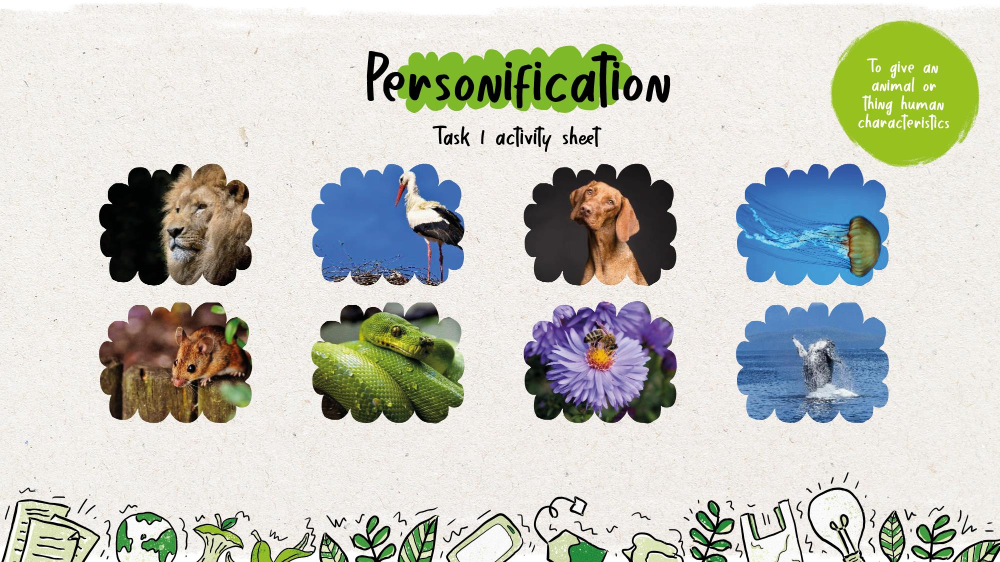 Personification
Task 1 activity sheet
To give an
animal or
thing human
characteristics